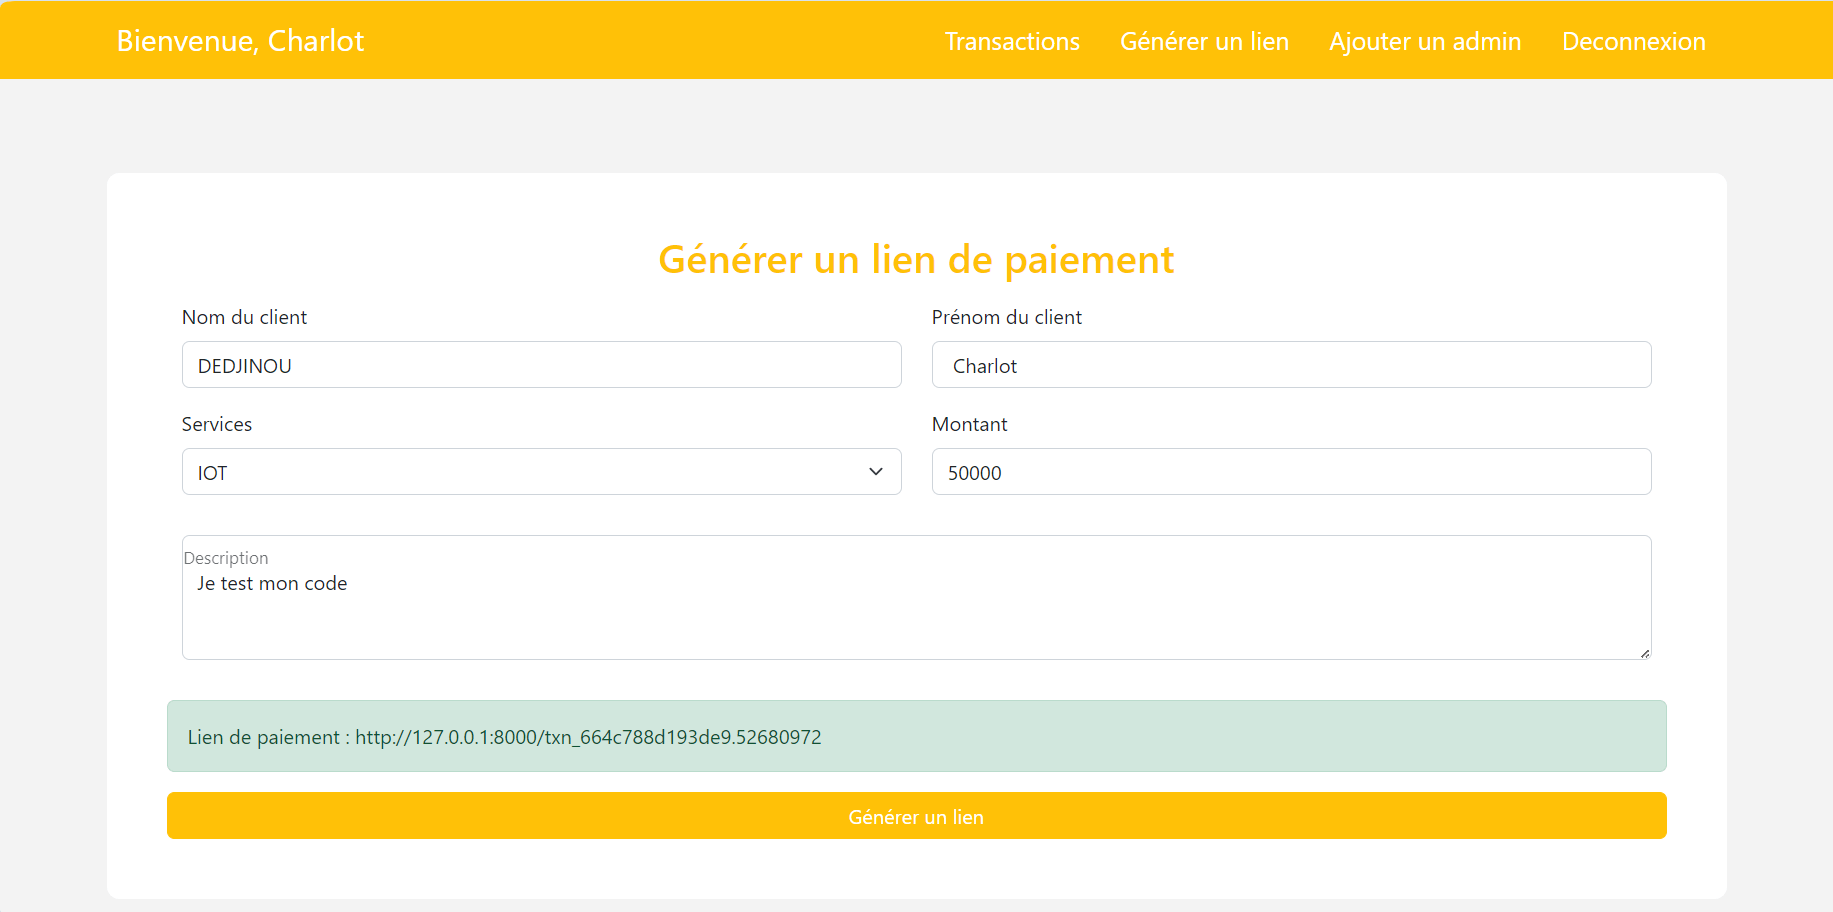 Bienvenue, Charlot
Transactions
Générer un lien
Ajouter un admin
Deconnexion
Générer un lien de paiement
Nom du client
Prénom du client
DEDJINOU
Charlot
Services
Montant
IOT
50000
Description
Je test mon code
Lien de paiement : http://127.0.0.1:8000/txn_664c788d193de9.52680972
Générer un lien